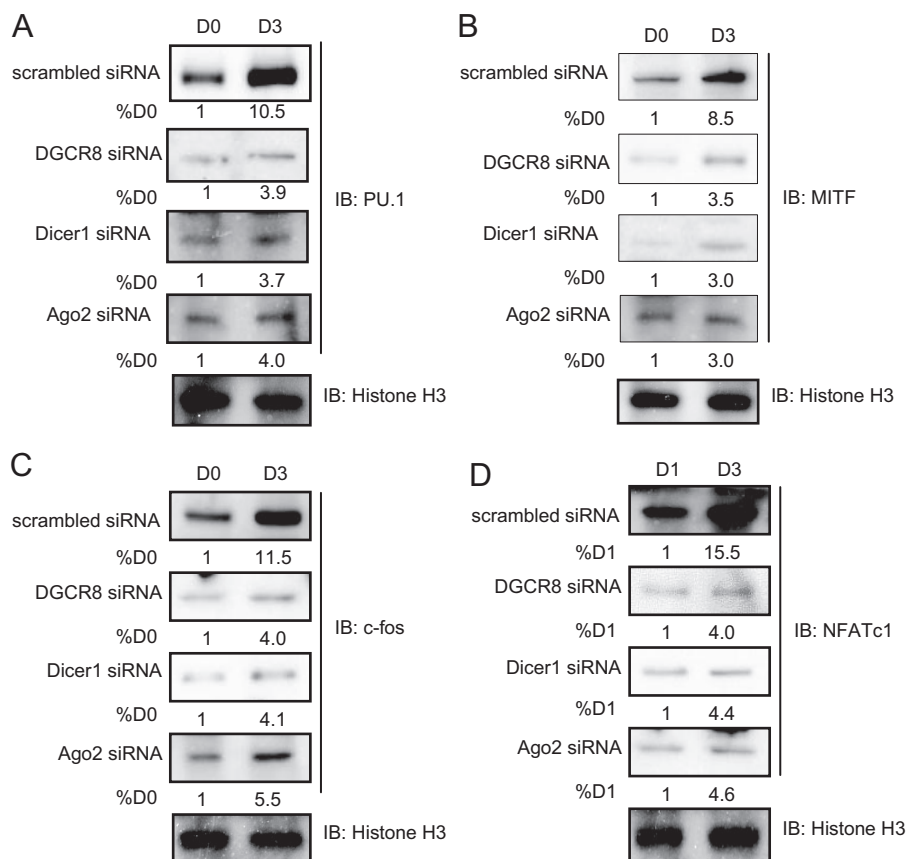 A
D0 D3
scrambled siRNA
%D0 1 10.5
DGCR8 siRNA
%D0 1 3.9
Dicer1 siRNA
%D0 1 3.7
Ago2 siRNA
%D0 1 4.0
IB: PU.1
IB: Histone H3
B
D0 D3
scrambled siRNA
%D0 1 8.5
DGCR8 siRNA
%D0 1 3.5
Dicer1 siRNA
%D0 1 3.0
Ago2 siRNA
%D0 1 3.0
IB: MITF
IB: Histone H3
C
D0 D3
scrambled siRNA
%D0 1 11.5
DGCR8 siRNA
%D0 1 4.0
Dicer1 siRNA
%D0 1 4.1
Ago2 siRNA
%D0 1 5.5
IB: c-fos
IB: Histone H3
D
D1 D3
scrambled siRNA
%D1 1 15.5
DGCR8 siRNA
%D1 1 4.0
Dicer1 siRNA
%D1 1 4.4
Ago2 siRNA
%D1 1 4.6
IB: NFATc1
IB: Histone H3